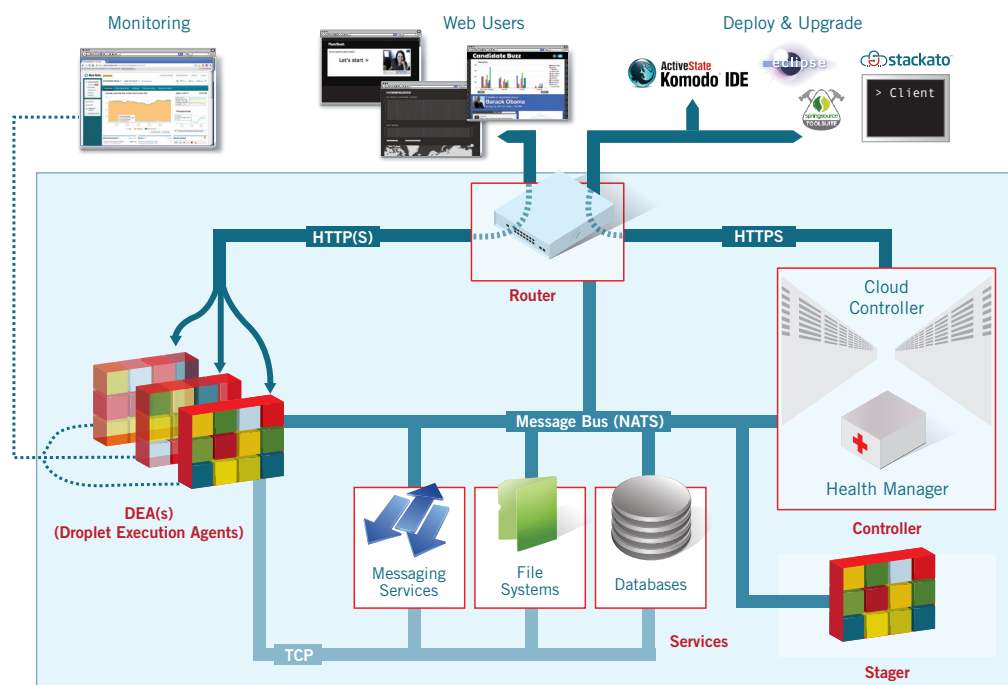 Monitoring
Web Users
Deploy & Upgrade
Let's start >
Candidate Buzz
Barack Obama
ActiveState
Komodo IDE
eclipse
stackato
> Client
springsource
TOOLSUITE
HTTP(S)
HTTPS
Router
Cloud
Controller
Message Bus (NATS)
Health Manager
DEA(s)
(Droplet Execution Agents)
Controller
Messaging
Services
File
Systems
Databases
Services
TCP
Stager